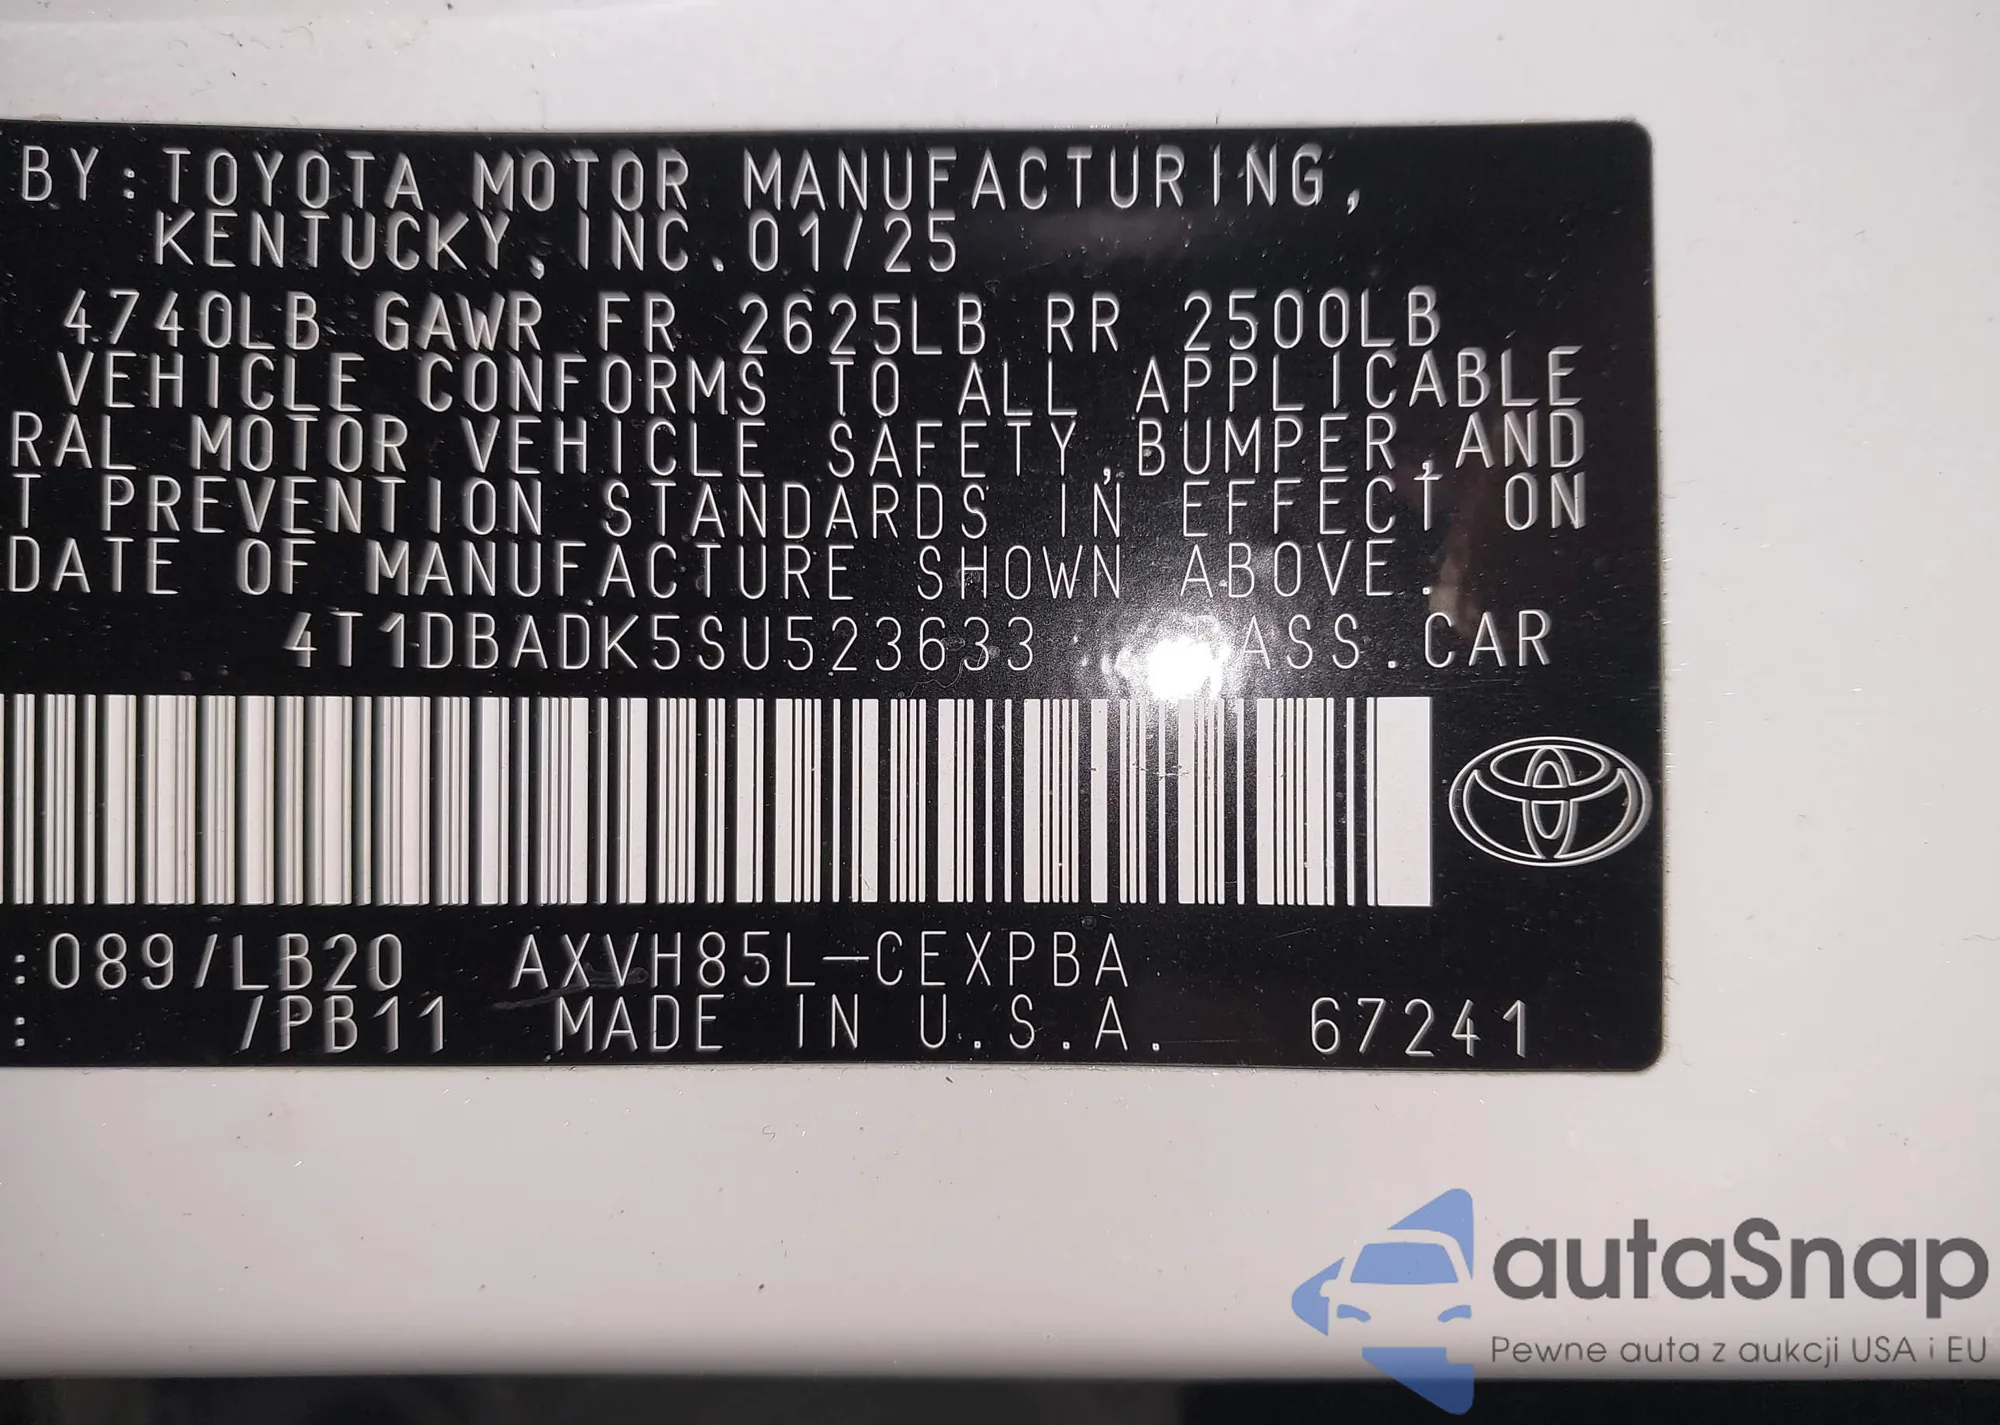 BY:TOYOTA MOTOR MANUFACTURING,
KENTUCKY, INC. 01/25
4740LB GAWR FR 2625LB RR 2500LB
VEHICLE CONFORMS TO ALL APPLICABLE
RAL MOTOR VEHICLE SAFETY,BUMPER,AND
T PREVENTION STANDARDS IN EFFECT ON
DATE OF MANUFACTURE SHOWN ABOVE.
4T1DBADK5SU523633 PASS.CAR
:089/LB20 AXVH85L-CEXPBA
: /PB11 MADE IN U.S.A. 67241
autaSnap
Pewne auta z aukcji USA i EU